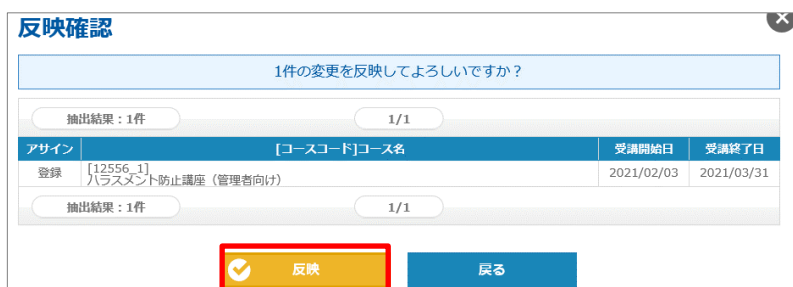 反映確認
1件の変更を反映してよろしいですか？
抽出結果：1件 1/1
アサイン [コースコード]コース名 受講開始日 受講終了日
登録 [12556_1] 2021/02/03 2021/03/31
ハラスメント防止講座（管理者向け）
抽出結果：1件 1/1
反映 戻る